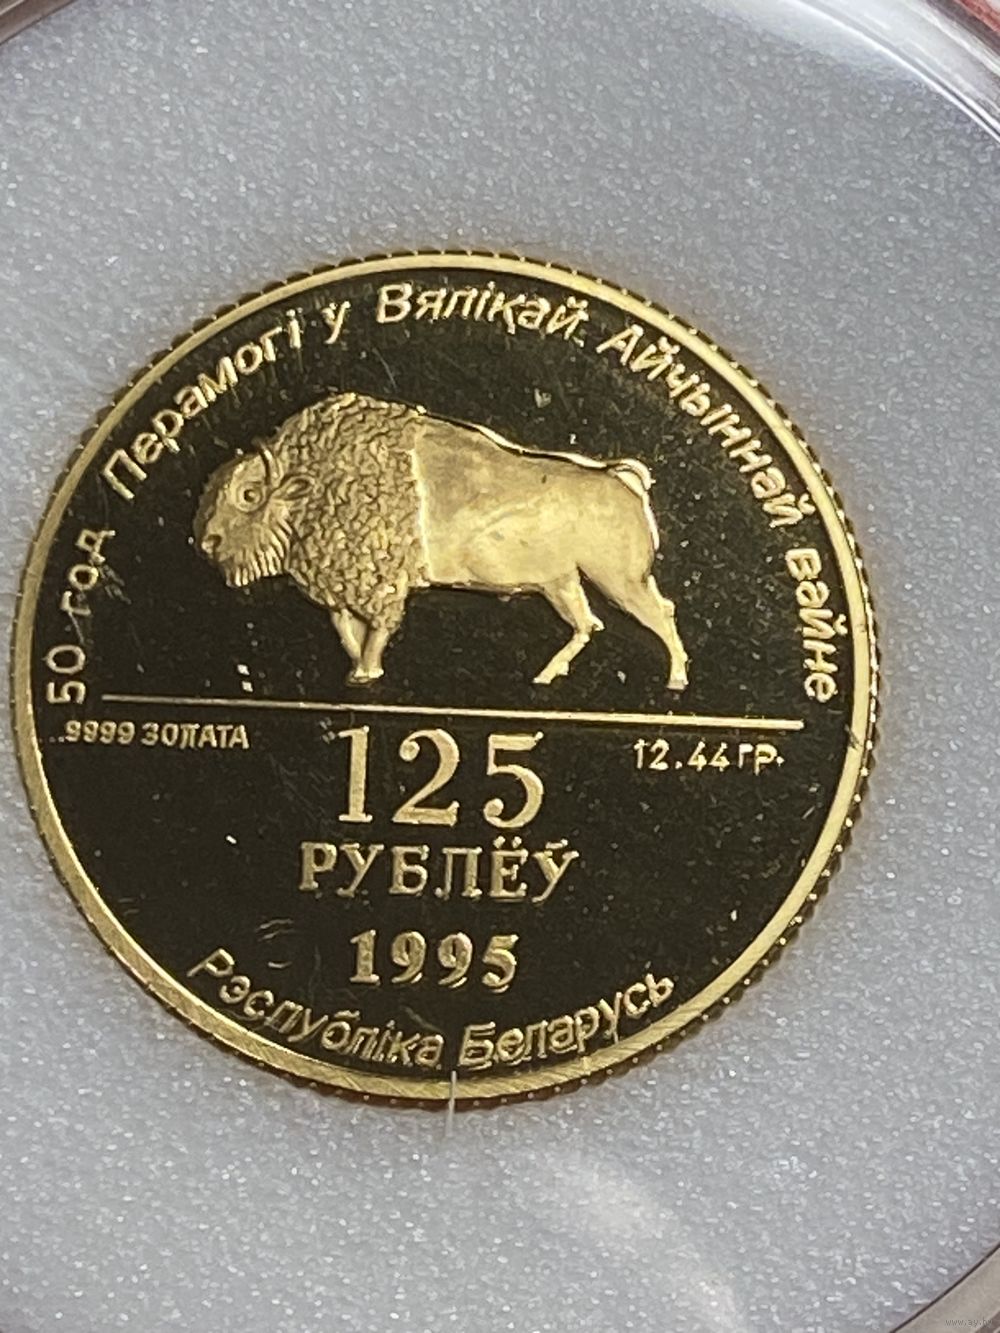 50 год Перамогі у Вялікай Айчыннай вайне
.9999 ЗОЛАТА
12.44 ГР.
125
РУБЛЁЎ
1995
Рэспубліка Беларусь